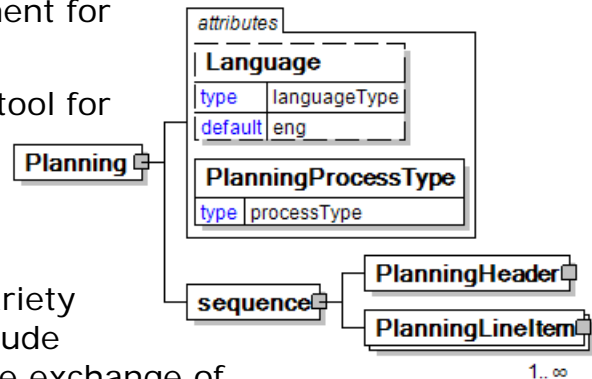 ment for
attributes
Language
type languageType
tool for
default eng
Planning
PlanningProcessType
type processType
PlanningHeader
riety
sequence
ude
PlanningLineItem
e exchange of
1.. ∞